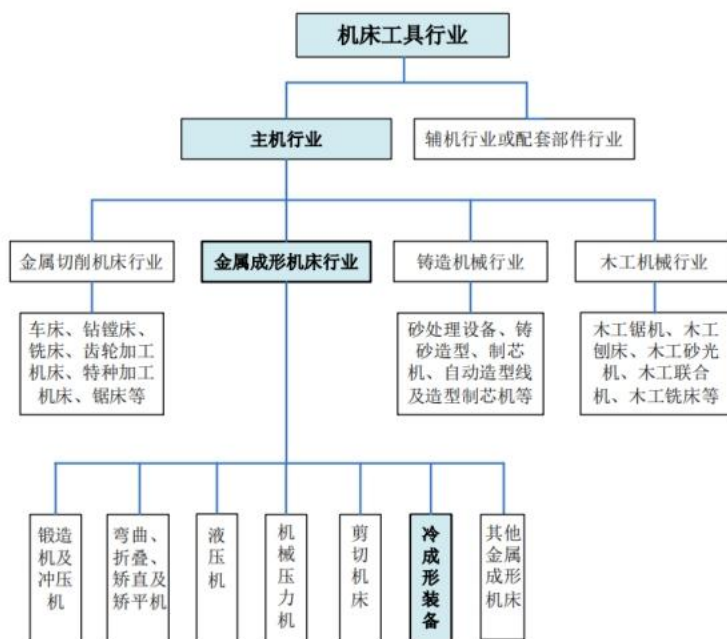 机床工具行业
主机行业
辅机行业或配套部件行业
金属切削机床行业
金属成形机床行业
铸造机械行业
木工机械行业
车床、钻镗床、
铣床、齿轮加工
机床、特种加工
机床、锯床等
砂处理设备、铸
砂造型、制芯
机、自动造型线
及造型制芯机等
木工锯机、木工
刨床、木工砂光
机、木工联合
机、木工铣床等
锻造
机及
冲压
机
弯曲、
折叠、
矫直及
矫平机
液
压
机
机
械
压
力
机
剪
切
机
床
冷
成
形
装
备
其他
金属
成形
机床